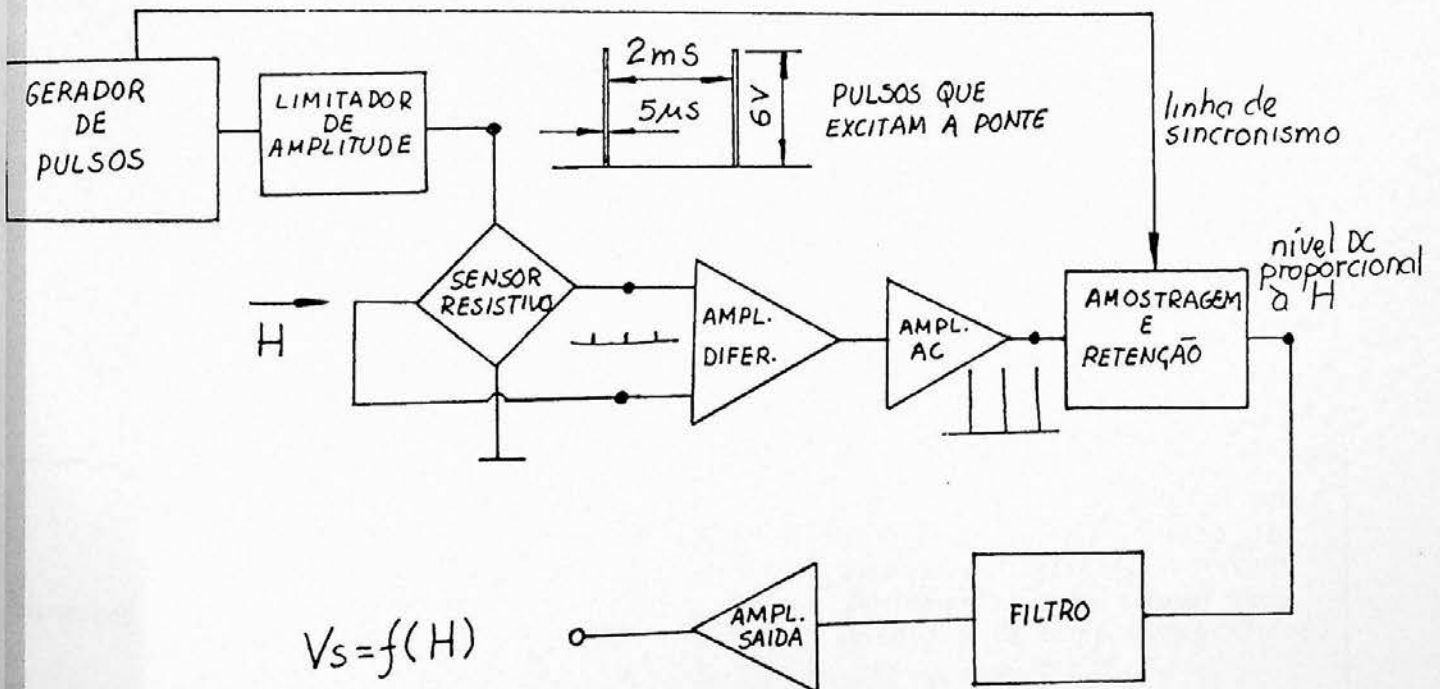 GERADOR
DE
PULSOS
LIMITADOR
DE
AMPLITUDE
2mS
5µs
6V
PULSOS QUE
EXCITAM A PONTE
linha de
sincronismo
H
SENSOR
RESISTIVO
AMPL.
DIFER.
AMPL.
AC
AMOSTRAGEM
E
RETENÇÃO
nível DC
proporcional
à H
FILTRO
AMPL.
SAIDA
Vs=f(H)